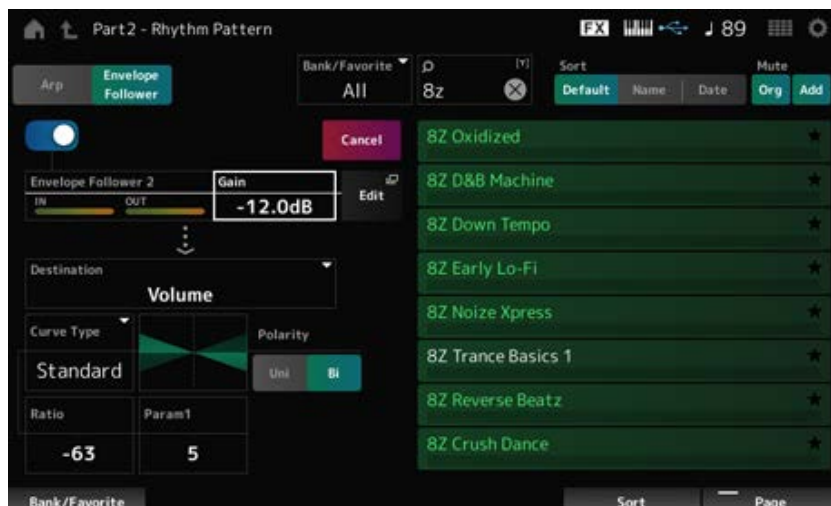 Part2 - Rhythm Pattern
FX
♩ 89
Arp
Envelope
Follower
Bank/Favorite
All
[Y]
8z
Sort
Default
Name
Date
Mute
Org
Add
Cancel
Envelope Follower 2
IN
OUT
Gain
-12.0dB
Edit
Destination
Volume
Curve Type
Standard
Polarity
Uni
Bi
Ratio
-63
Param1
5
8Z Oxidized
8Z D&B Machine
8Z Down Tempo
8Z Early Lo-Fi
8Z Noize Xpress
8Z Trance Basics 1
8Z Reverse Beatz
8Z Crush Dance
Bank/Favorite
Sort
Page